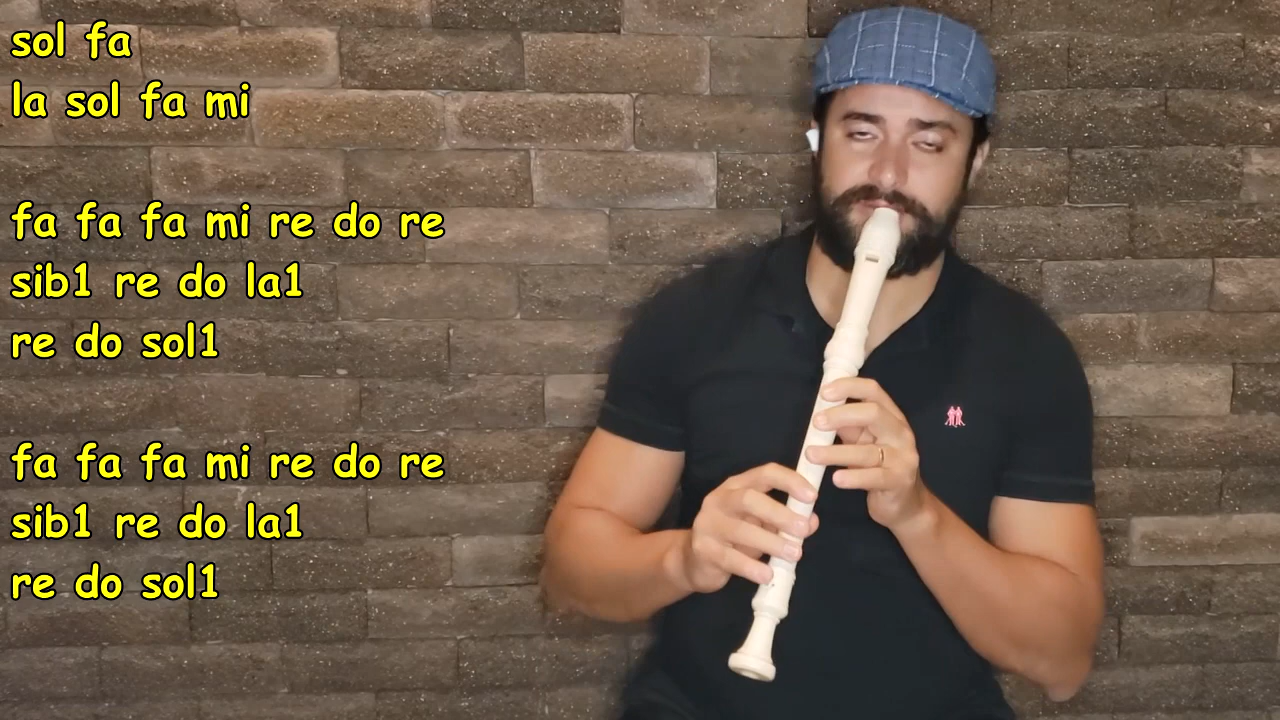 sol fa
la sol fa mi
fa fa fa mi re do re
sib1 re do la1
re do sol1
fa fa fa mi re do re
sib1 re do la1
re do sol1